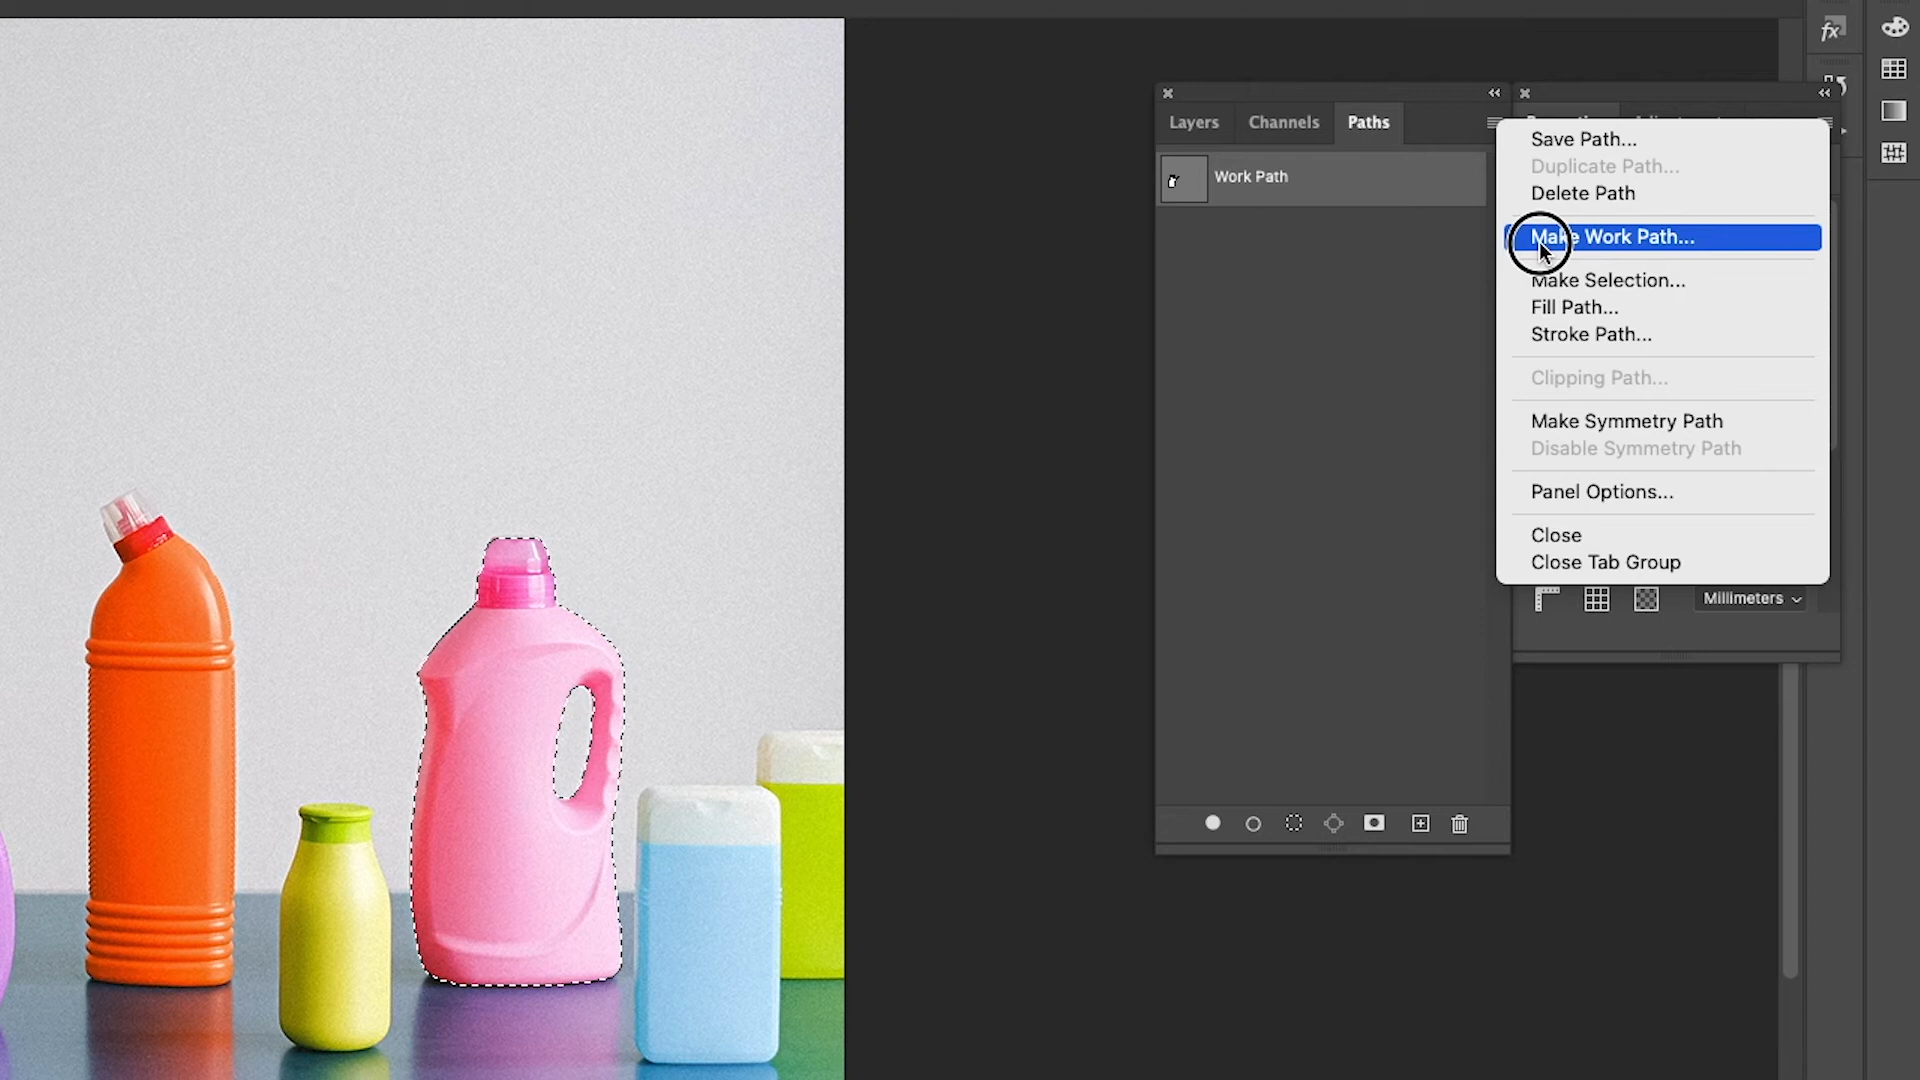 fx
Layers
Channels
Paths
Work Path
Save Path...
Duplicate Path...
Delete Path
Make Work Path...
Make Selection...
Fill Path...
Stroke Path...
Clipping Path...
Make Symmetry Path
Disable Symmetry Path
Panel Options...
Close
Close Tab Group
Millimeters